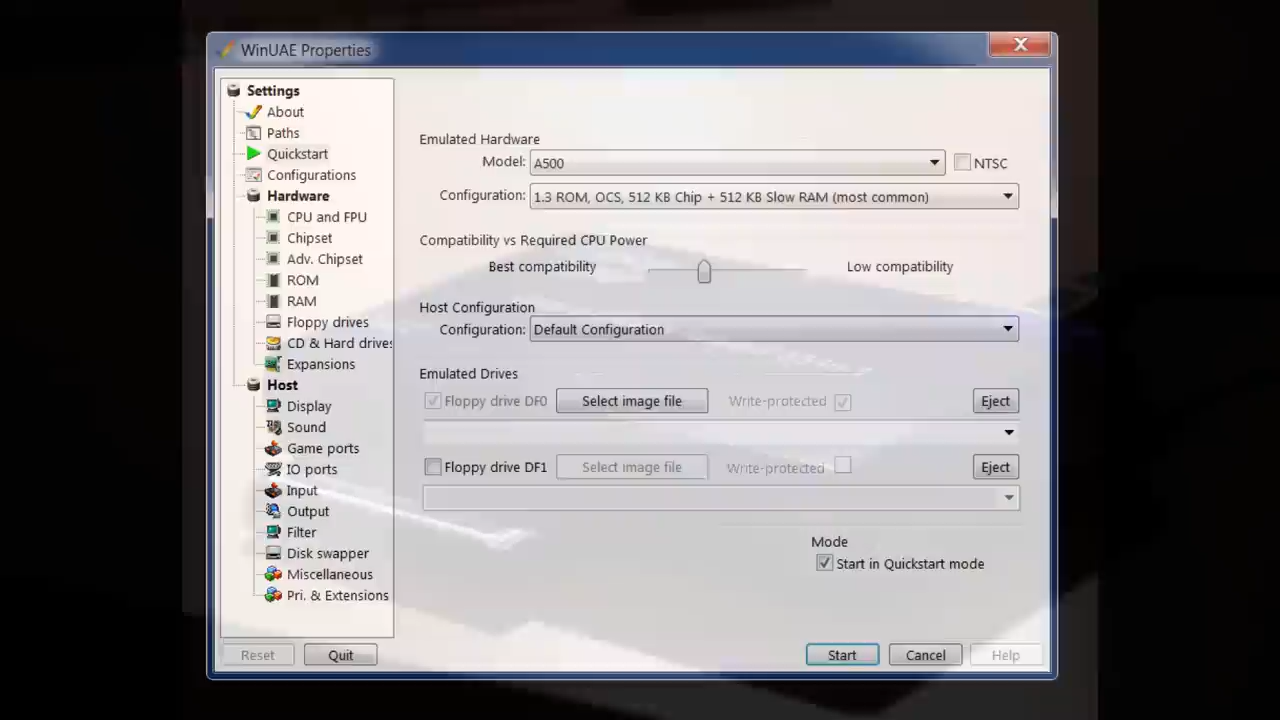 WinUAE Properties
Settings
About
Paths
Quickstart
Configurations
Hardware
CPU and FPU
Chipset
Adv. Chipset
ROM
RAM
Floppy drives
CD & Hard drives
Expansions
Host
Display
Sound
Game ports
IO ports
Input
Output
Filter
Disk swapper
Miscellaneous
Pri. & Extensions
Reset Quit
Emulated Hardware
Model: A500 NTSC
Configuration: 1.3 ROM, OCS, 512 KB Chip + 512 KB Slow RAM (most common)
Compatibility vs Required CPU Power
Best compatibility Low compatibility
Host Configuration
Configuration: Default Configuration
Emulated Drives
Floppy drive DF0 Select image file Write-protected Eject
Floppy drive DF1 Select image file Write-protected Eject
Mode
Start in Quickstart mode
Start Cancel Help